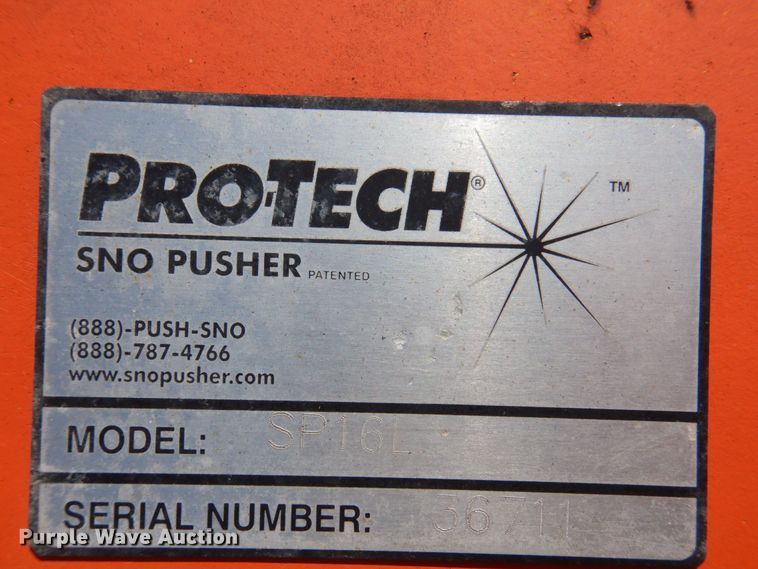 PRO-TECH®
TM
SNO PUSHER PATENTED
(888)-PUSH-SNO
(888)-787-4766
www.snopusher.com
MODEL: SP16L
SERIAL NUMBER: 36711
Purple Wave Auction